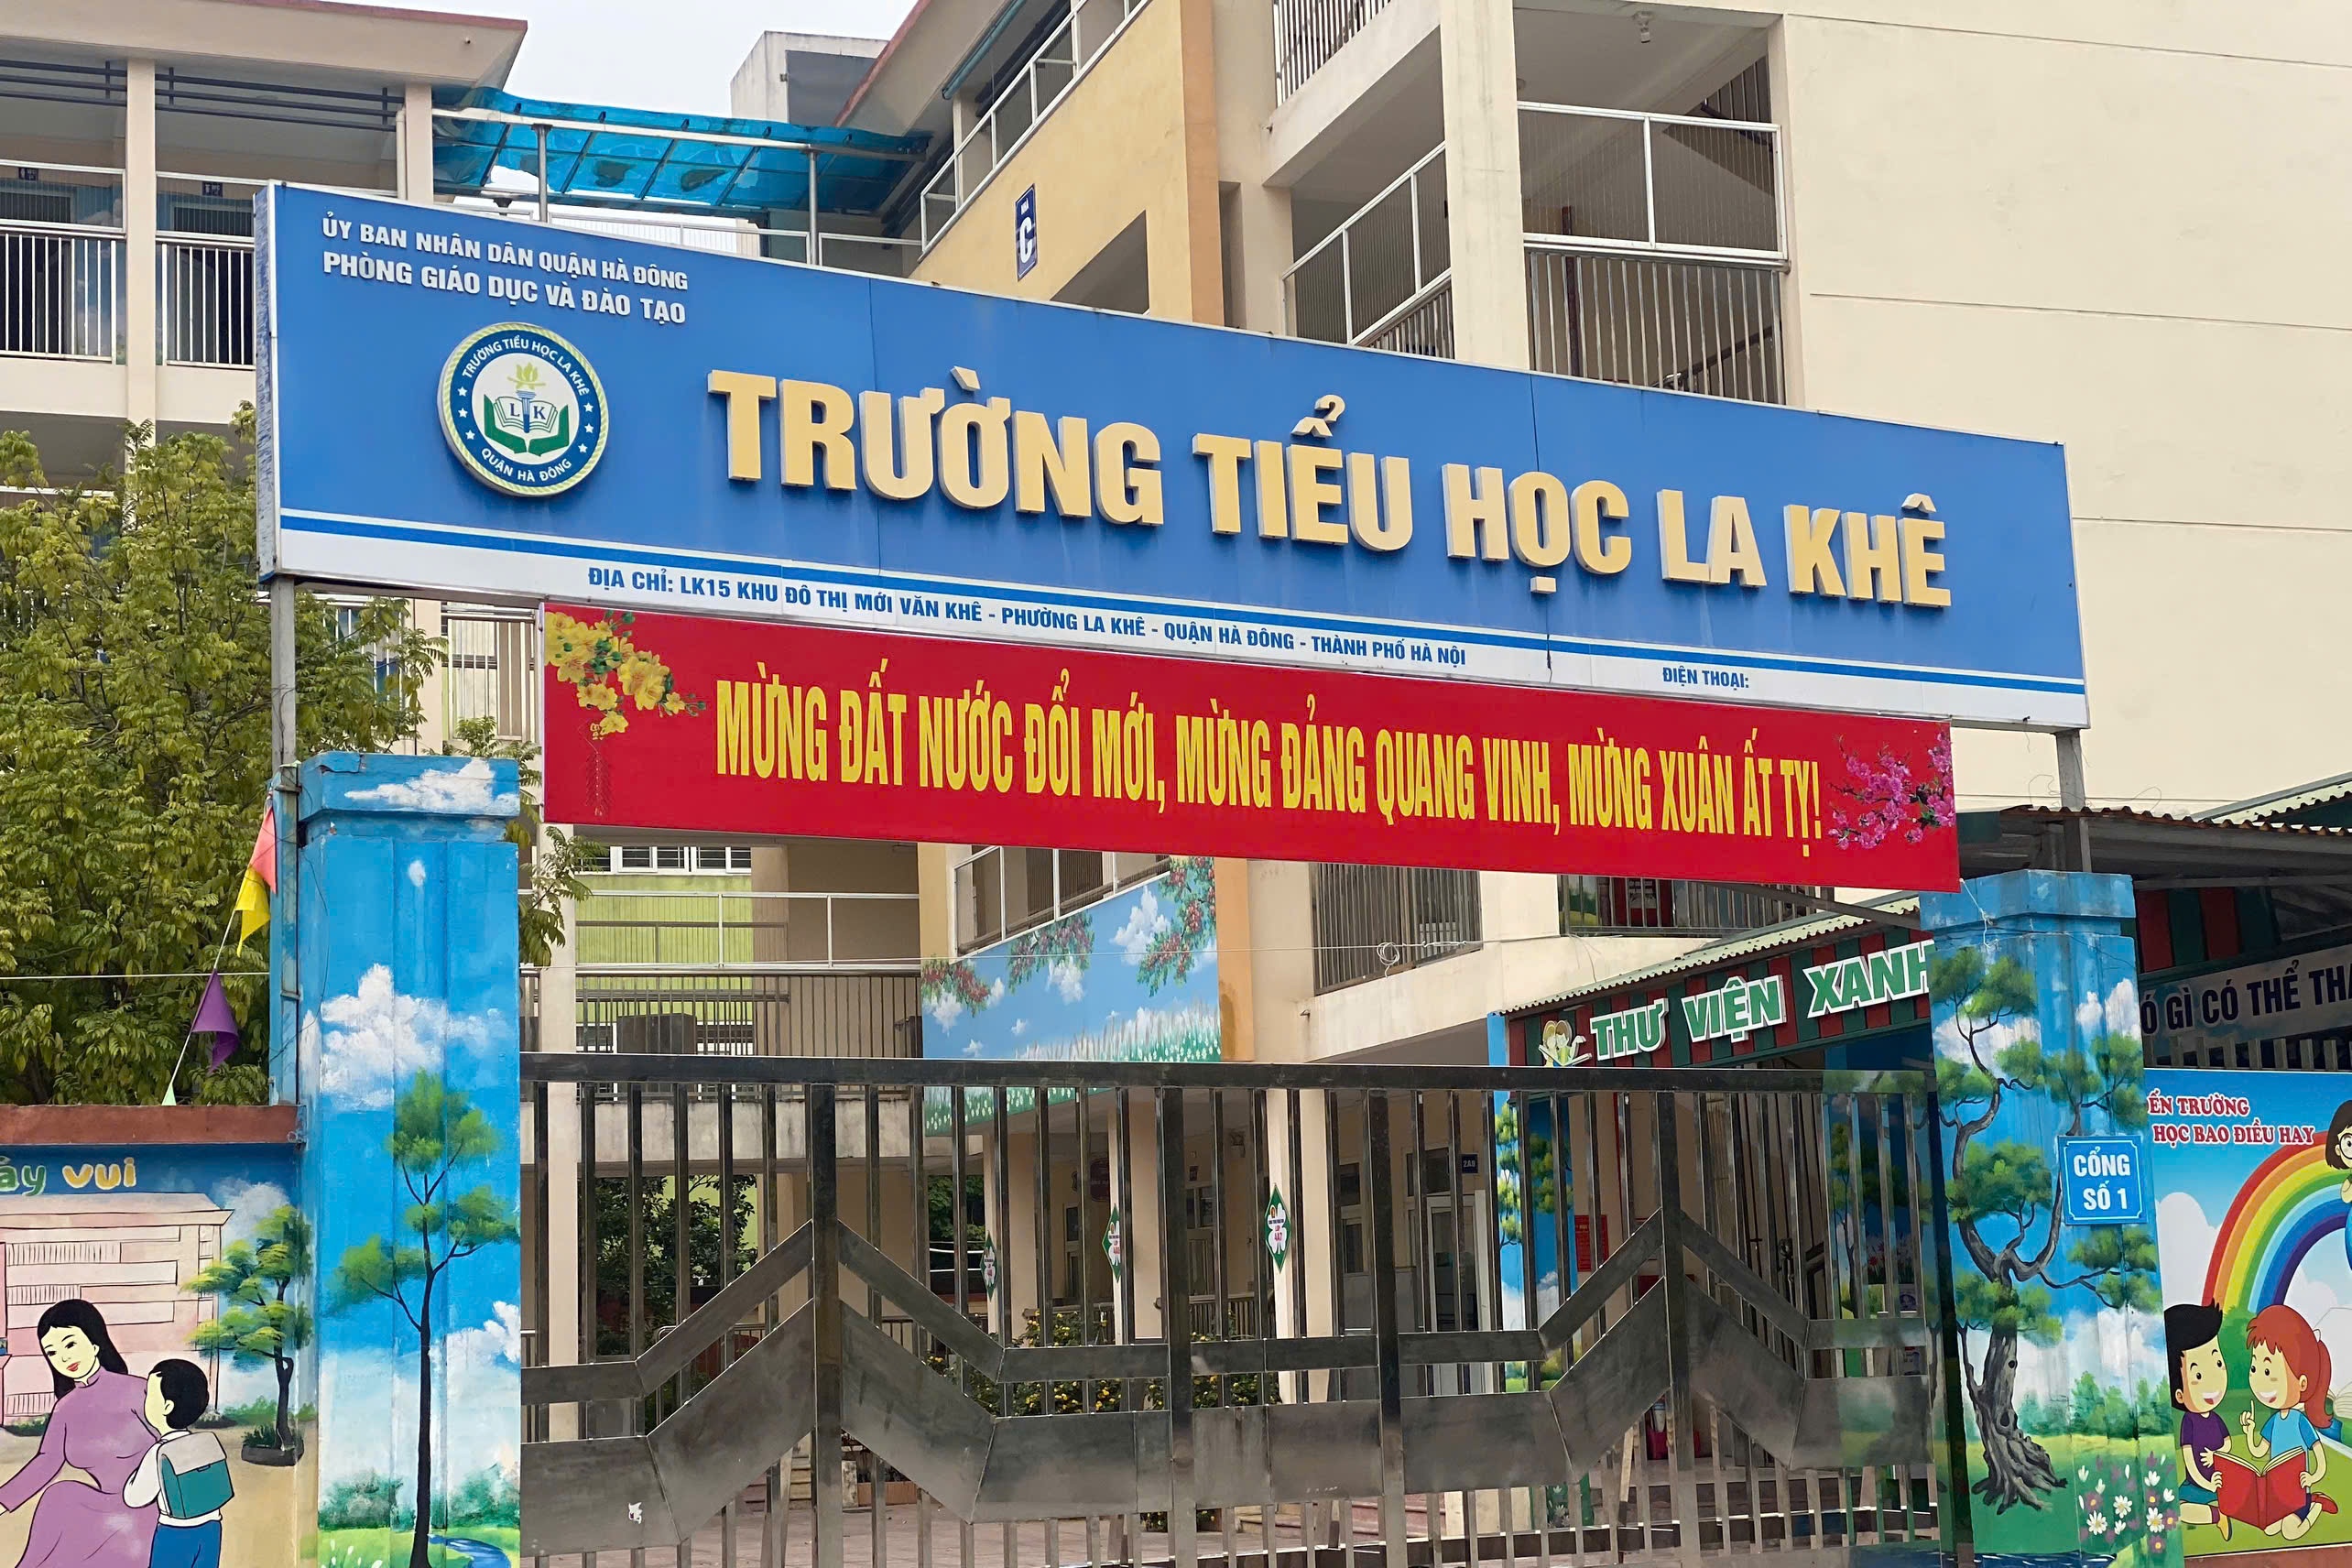 ỦY BAN NHÂN DÂN QUẬN HÀ ĐÔNG
PHÒNG GIÁO DỤC VÀ ĐÀO TẠO
TRƯỜNG TIỂU HỌC LA KHÊ
L K
QUẬN HÀ ĐÔNG
TRƯỜNG TIỂU HỌC LA KHÊ
ĐỊA CHỈ: LK15 KHU ĐÔ THỊ MỚI VĂN KHÊ - PHƯỜNG LA KHÊ - QUẬN HÀ ĐÔNG - THÀNH PHỐ HÀ NỘI
ĐIỆN THOẠI:
MỪNG ĐẤT NƯỚC ĐỔI MỚI, MỪNG ĐẢNG QUANG VINH, MỪNG XUÂN ẤT TỴ!
NHÀ
C
THƯ VIỆN XANH
Ó GÌ CÓ THỂ THA
ẾN TRƯỜNG
HỌC BAO ĐIỀU HAY
CỔNG
SỐ 1
ày vui